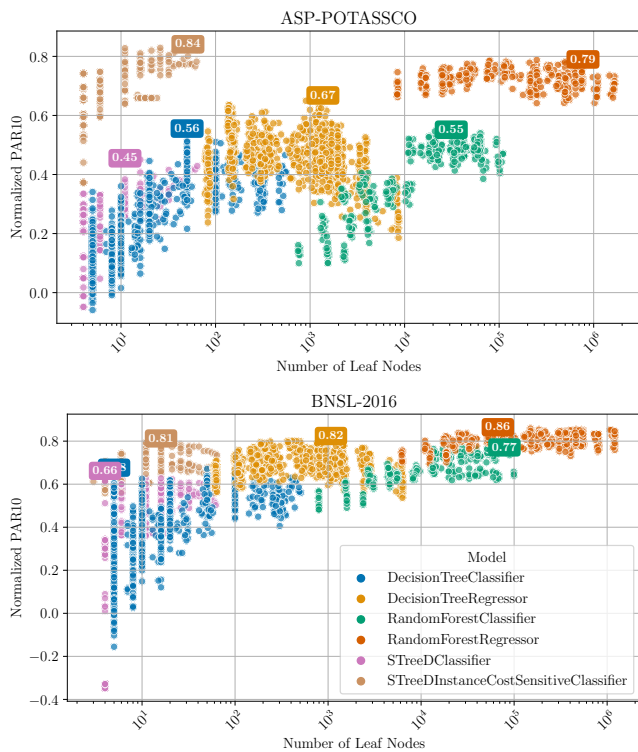 ASP-POTASSCO
0.8
0.6
0.4
0.2
0.0
Normalized PAR10
0.84
0.79
0.67
0.56
0.55
0.45
10¹ 10² 10³ 10⁴ 10⁵ 10⁶
Number of Leaf Nodes
BNSL-2016
1.0
0.8
0.6
0.4
0.2
0.0
−0.2
−0.4
Normalized PAR10
0.86
0.82
0.81
0.77
0.66
10¹ 10² 10³ 10⁴ 10⁵ 10⁶
Number of Leaf Nodes
Model
DecisionTreeClassifier
DecisionTreeRegressor
RandomForestClassifier
RandomForestRegressor
STreeDClassifier
STreeDInstanceCostSensitiveClassifier